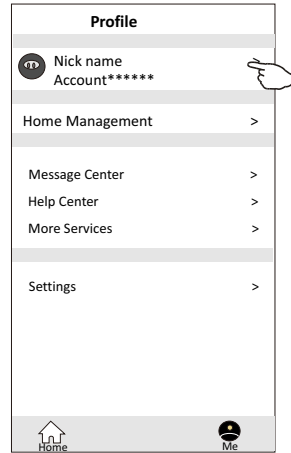 Profile
Nick name
Account******
Home Management >
Message Center >
Help Center >
More Services >
Settings >
Home
Me